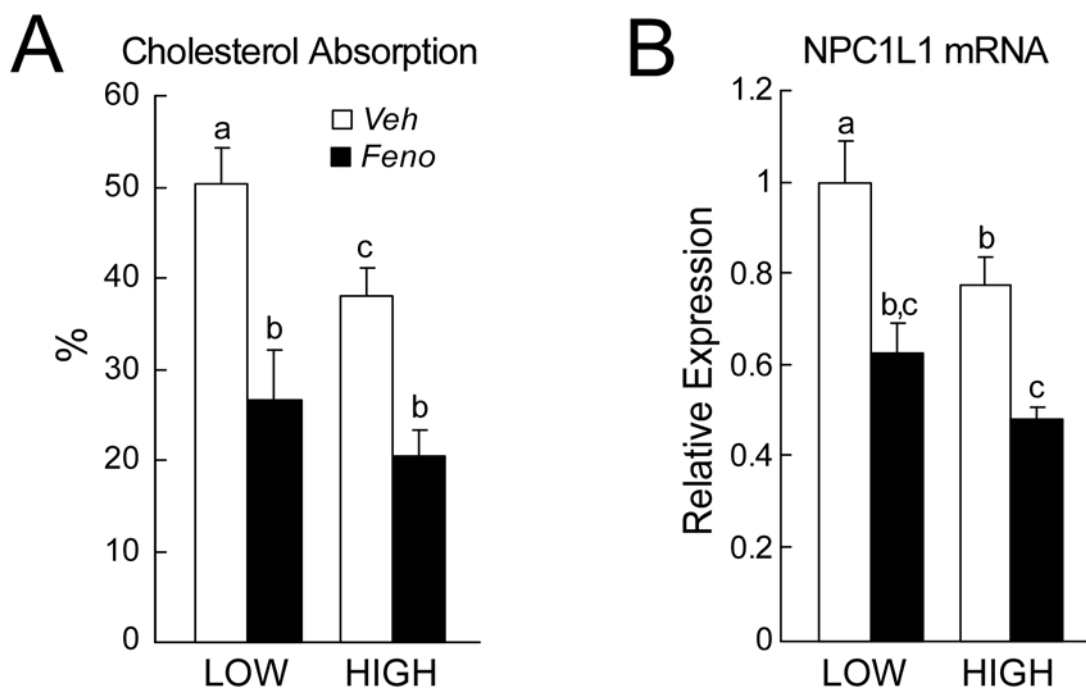 A
Cholesterol Absorption
60
50
40
30
20
10
0
%
Veh
Feno
a
b
c
b
LOW
HIGH
B
NPC1L1 mRNA
1.2
1
0.8
0.6
0.4
0.2
0
Relative Expression
a
b,c
b
c
LOW
HIGH